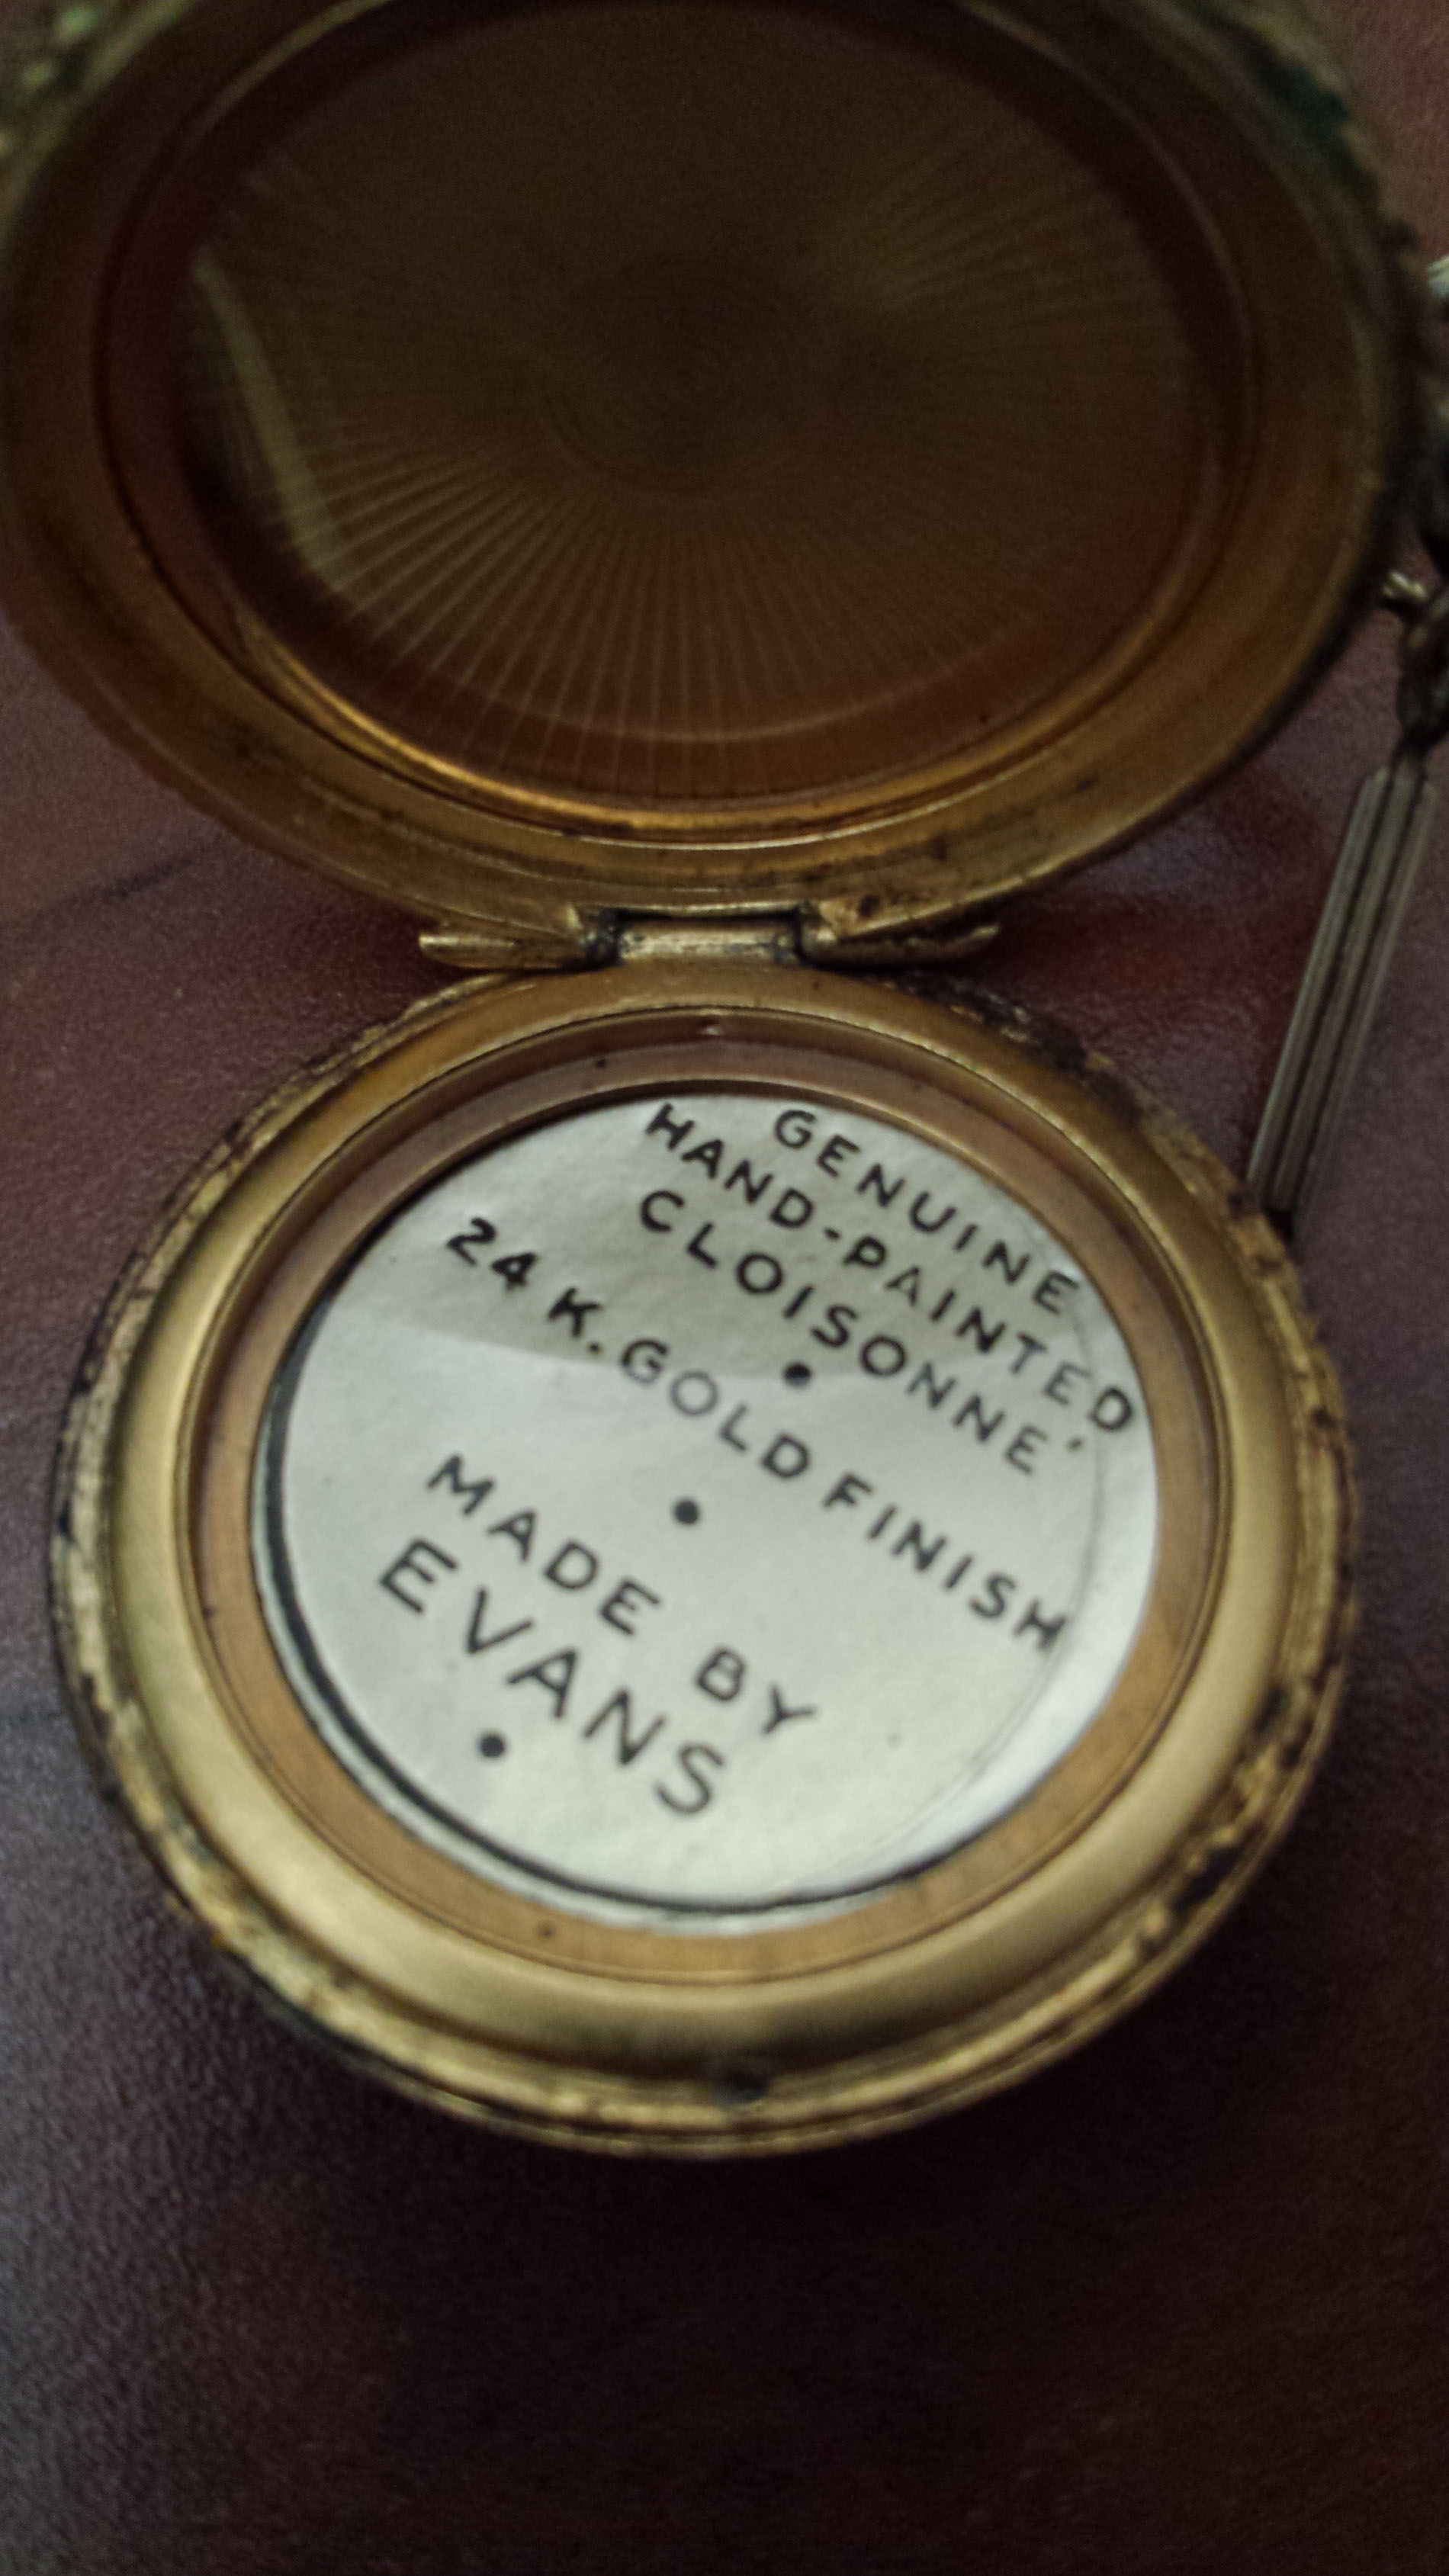 GENUINE
HAND-PAINTED
CLOISONNE'
•
24 K. GOLD FINISH
•
MADE BY
EVANS
•